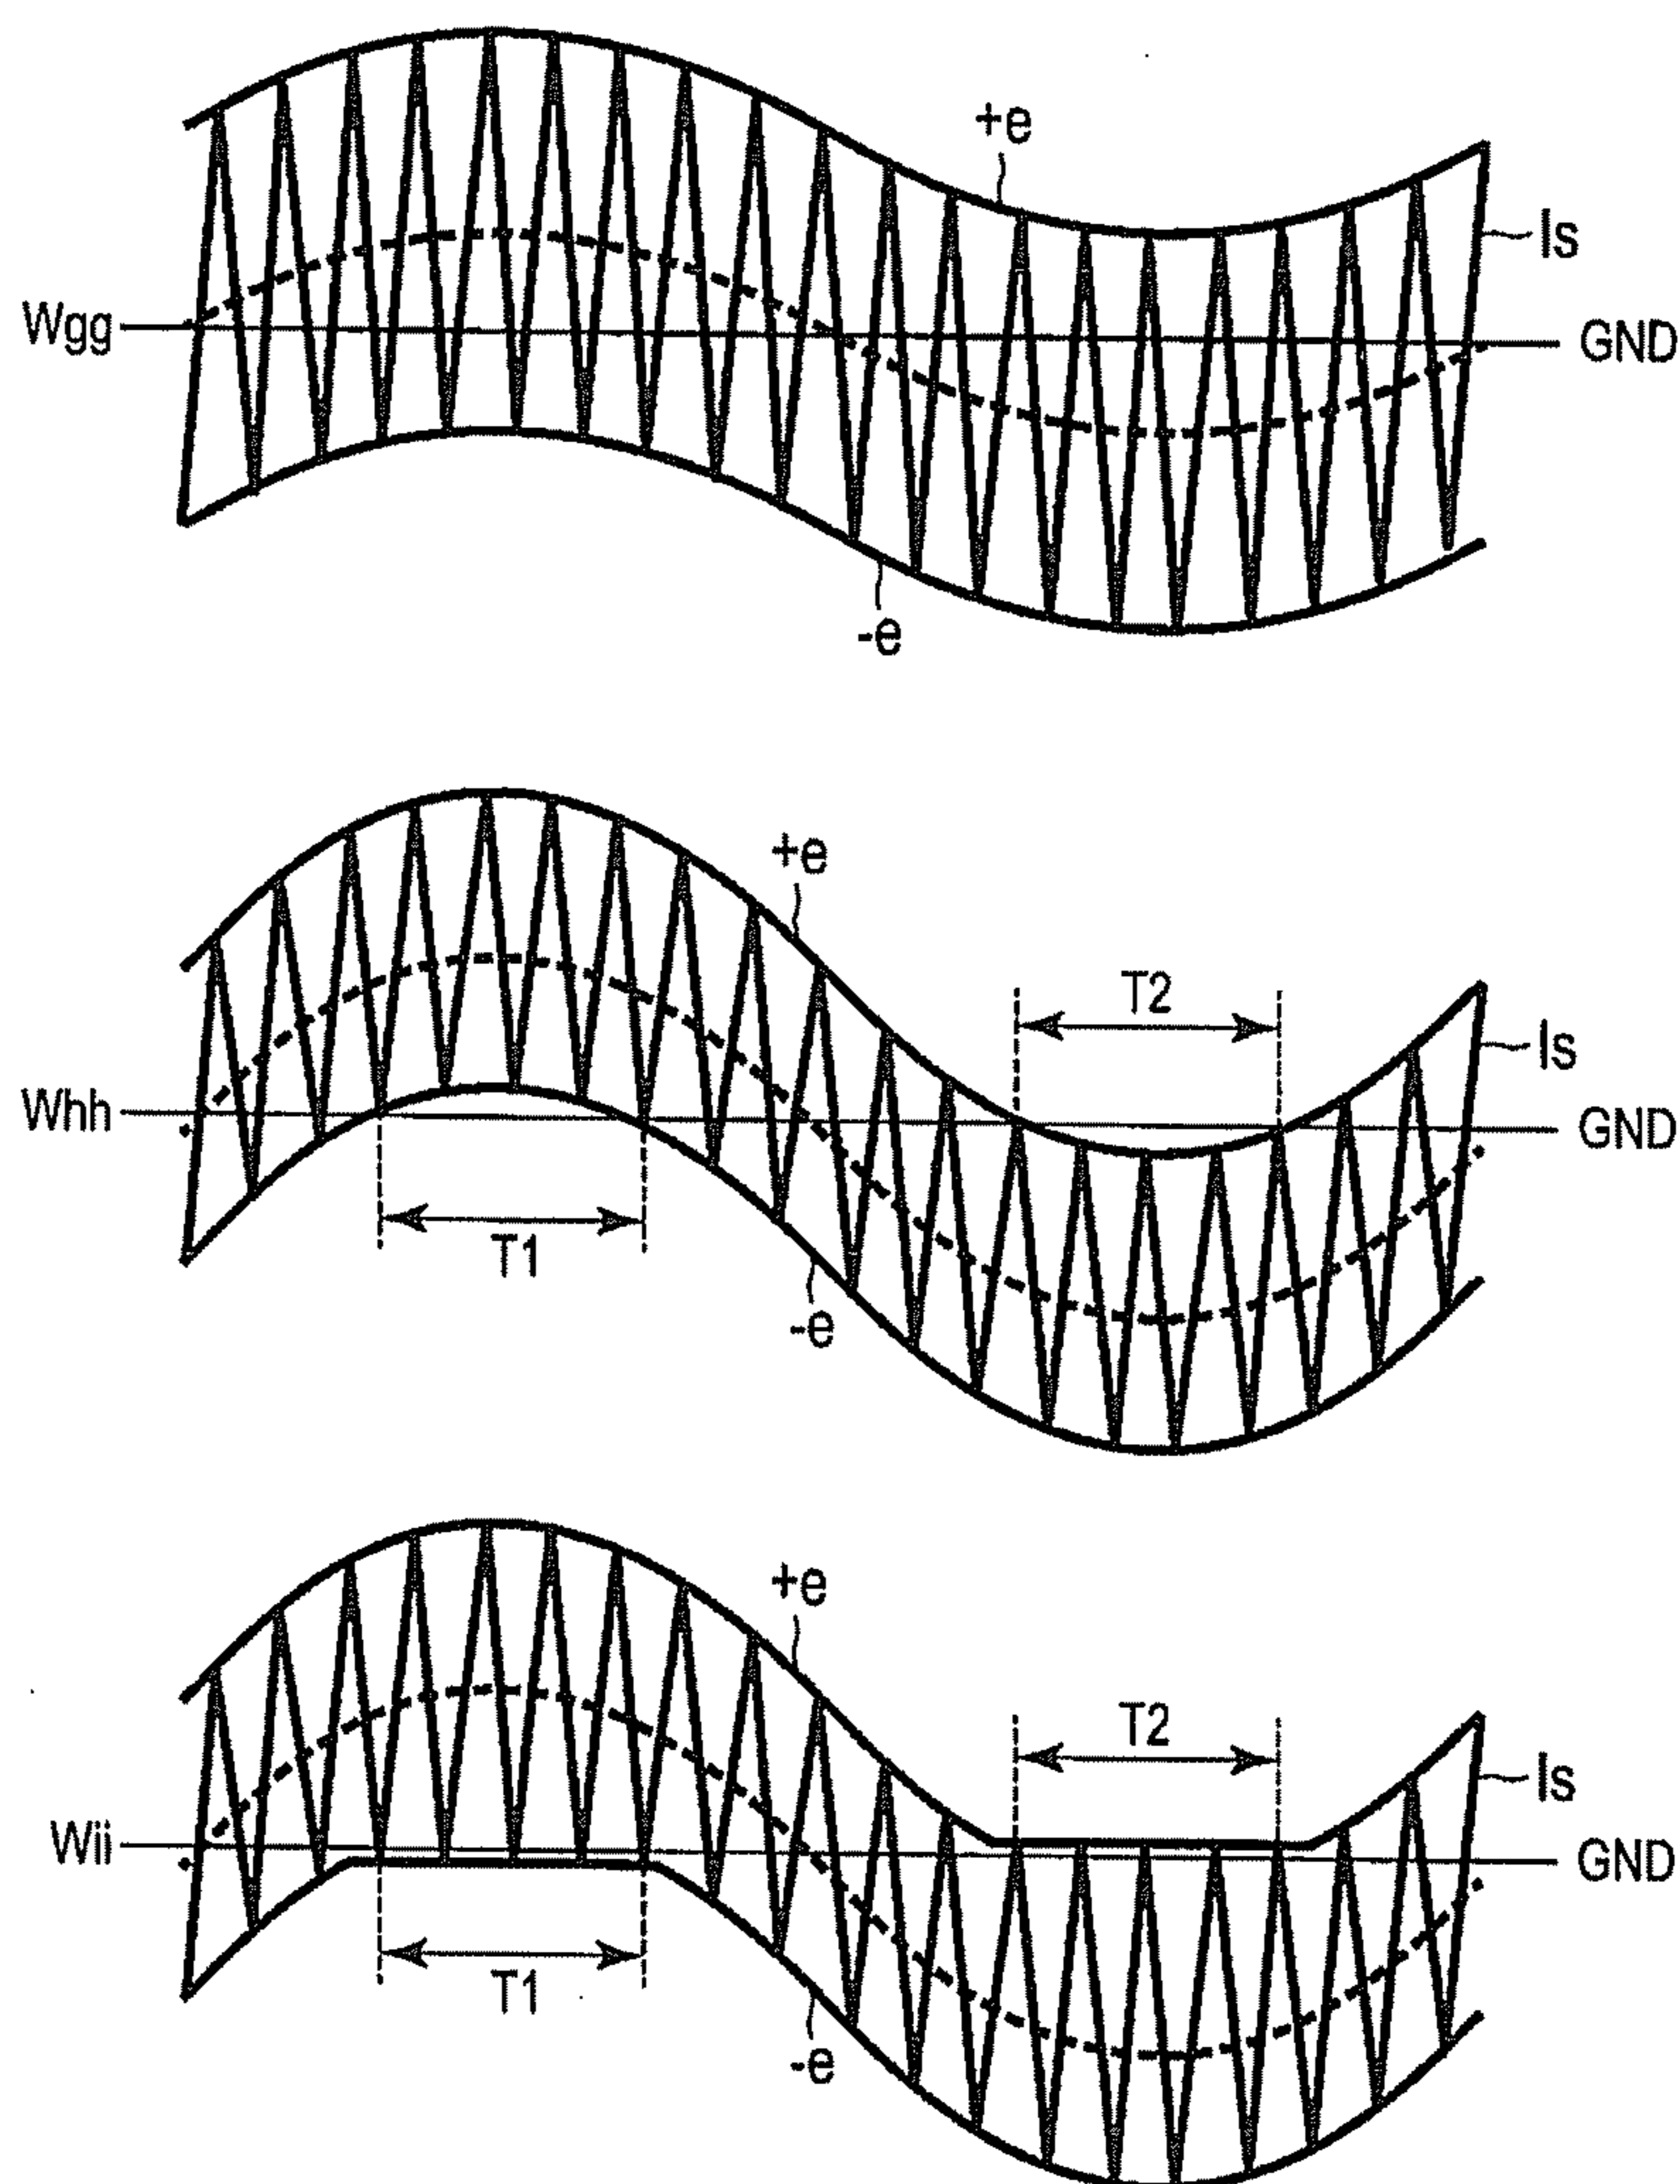 +e
Is
Wgg
GND
-e
+e
T2
Is
Whh
GND
T1
-e
+e
T2
Is
Wii
GND
T1
-e